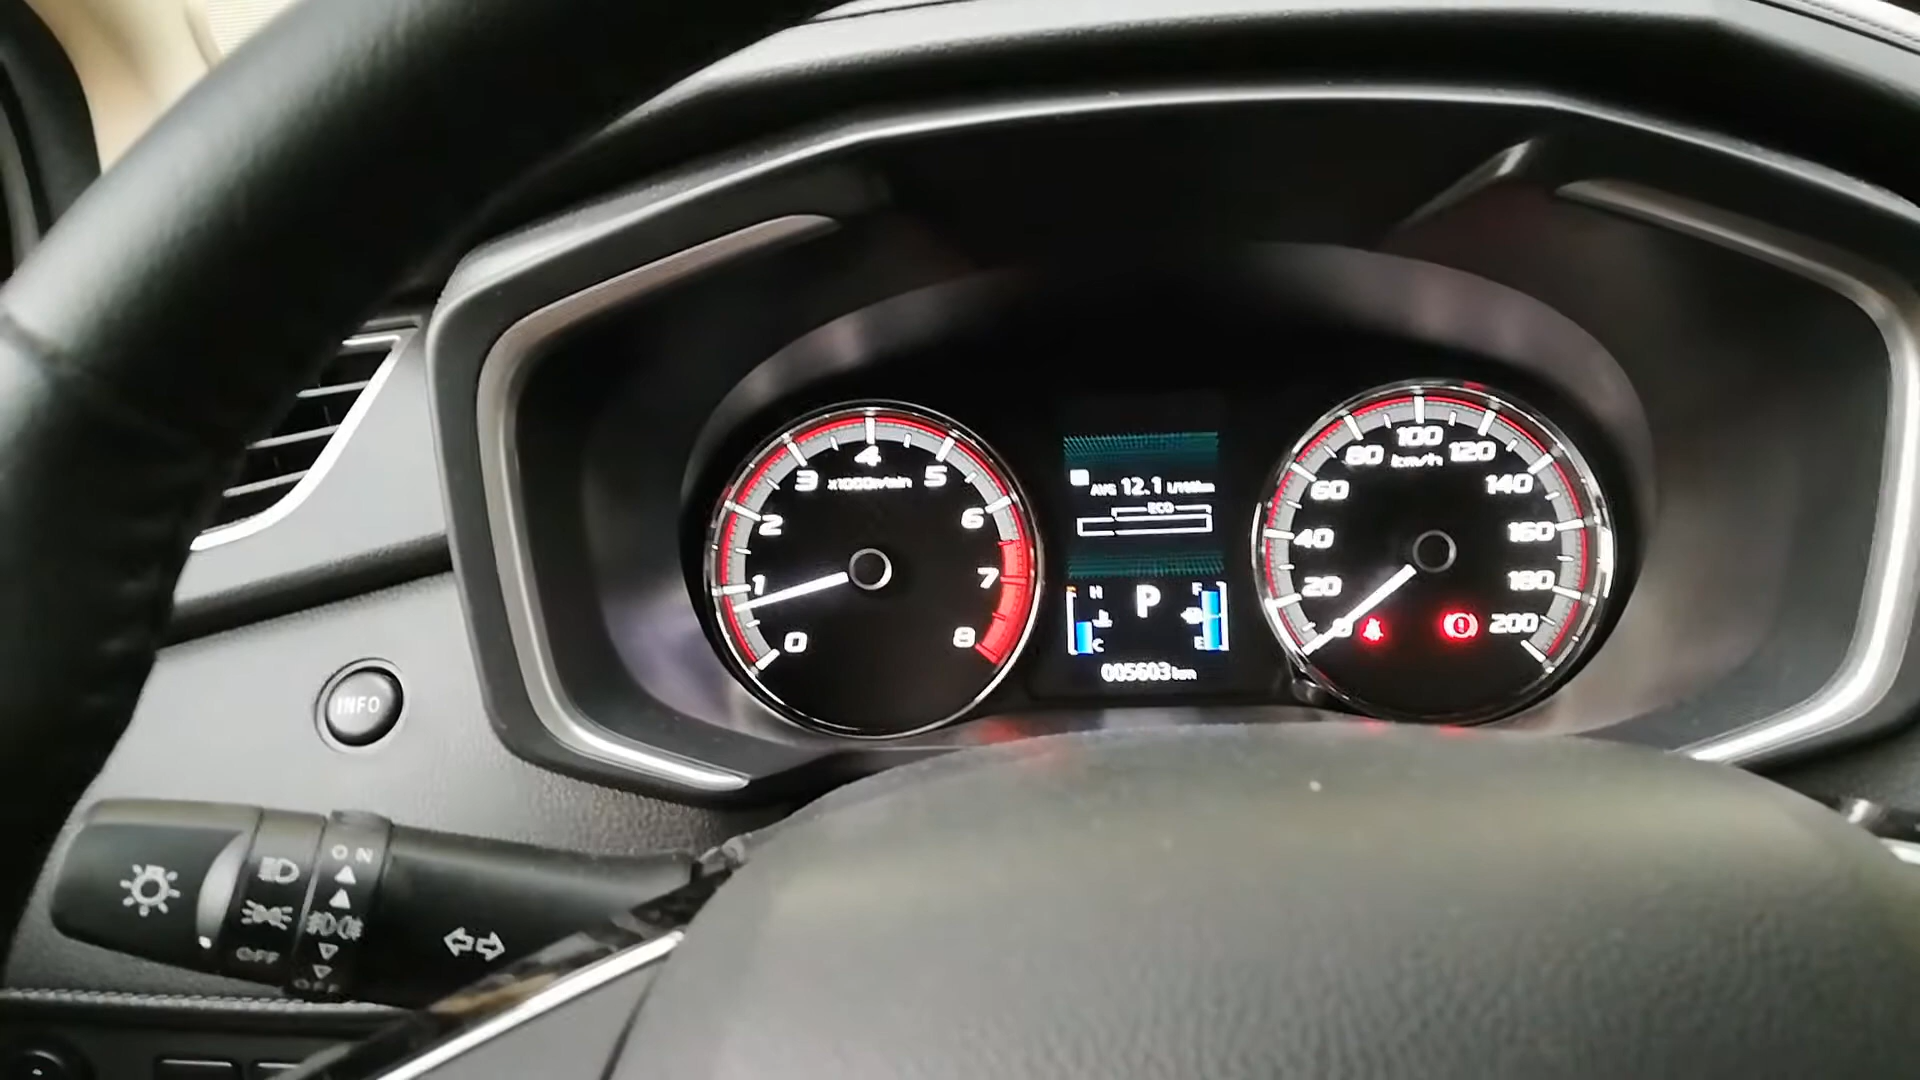 0 1 2 3 4 5 6 7 8
x1000r/min
AVG 12.1 L/100km
ECO
H
C
P
F
E
005603 km
0 20 40 60 80 100 120 140 160 180 200
km/h
INFO
ON
OFF
OFF